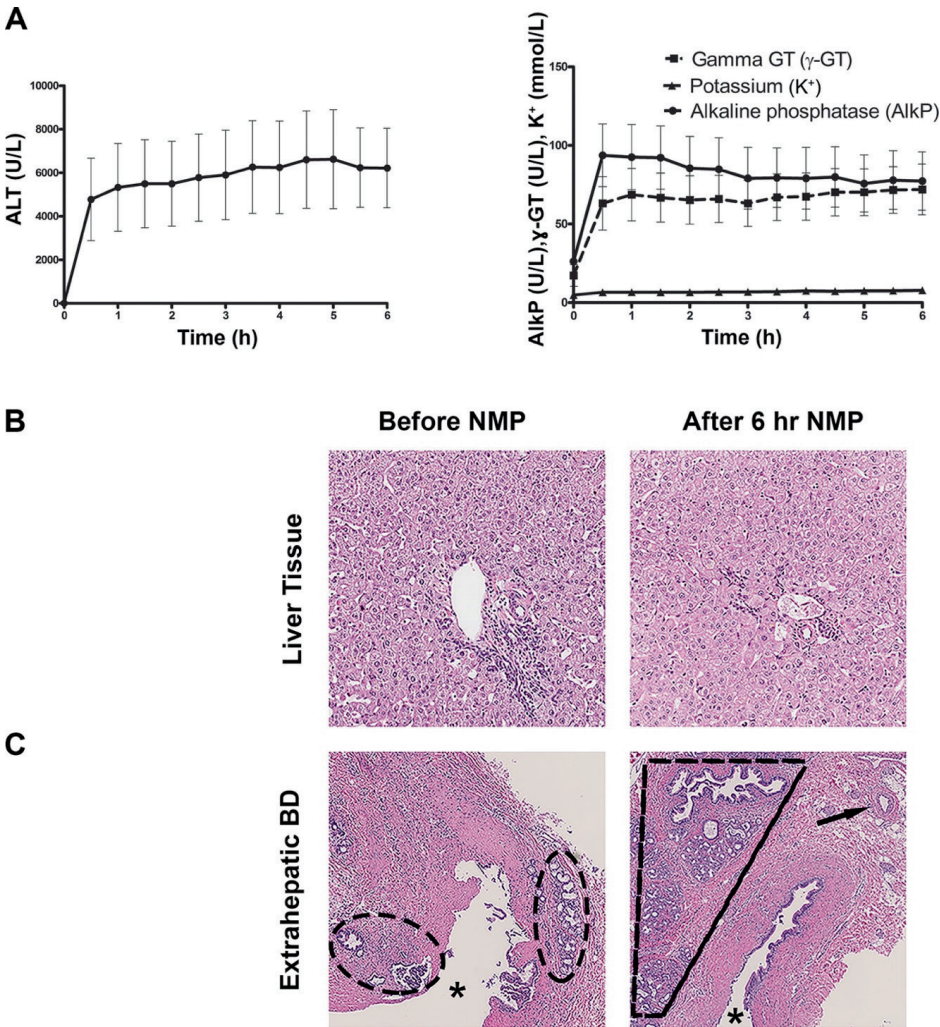 A
ALT (U/L)
10000
8000
6000
4000
2000
0
0 1 2 3 4 5 6
Time (h)
AlkP (U/L),ɣ-GT (U/L), K⁺ (mmol/L)
150
100
50
0
0 1 2 3 4 5 6
Time (h)
Gamma GT (γ-GT)
Potassium (K⁺)
Alkaline phosphatase (AlkP)
B
Before NMP
After 6 hr NMP
Liver Tissue
C
Extrahepatic BD
*
*